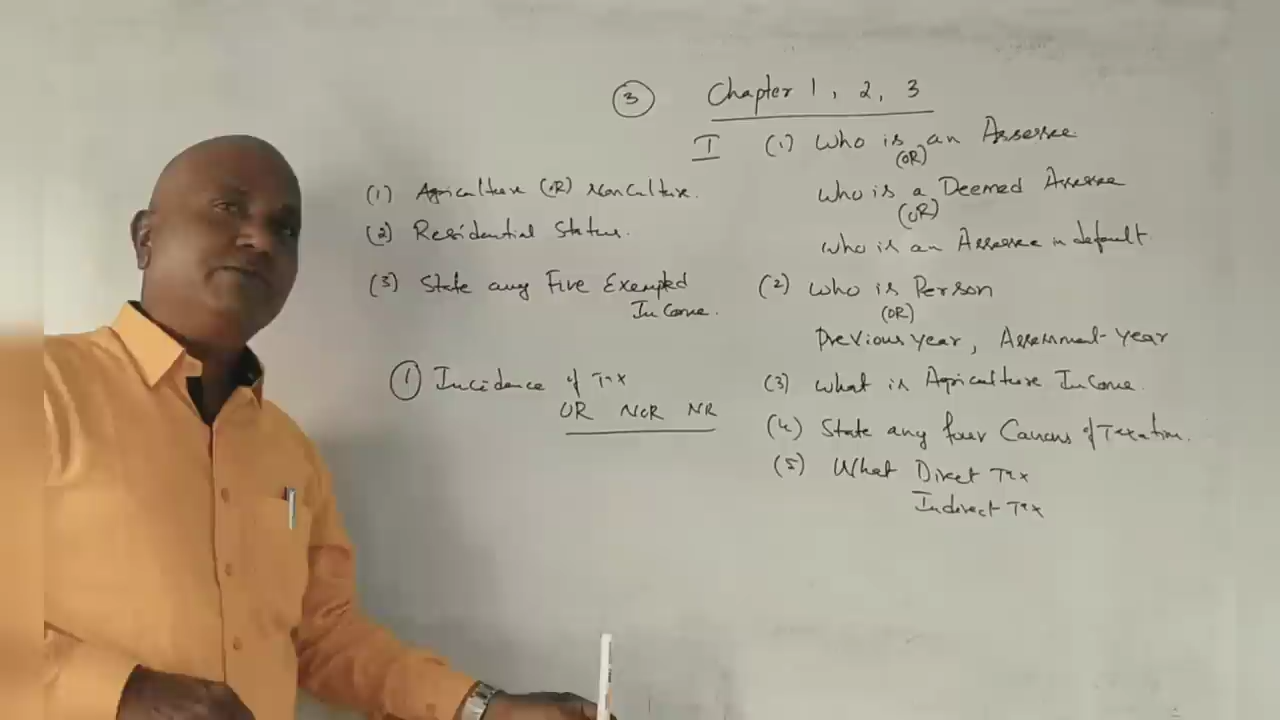 3 Chapter 1, 2, 3
I (1) Who is an Assessee
(OR)
Who is a Deemed Assessee
(OR)
Who is an Assessee in default
(2) Who is Person
(OR)
Previous year, Assessment-year
(3) What is Agriculture Income.
(4) State any four Canons of Taxation.
(5) What Direct Tax
Indirect Tax
(1) Agriculture (OR) Non Culture.
(2) Residential Status.
(3) State any Five Exempted
Income.
1 Incidence of Tax
OR NOR NR